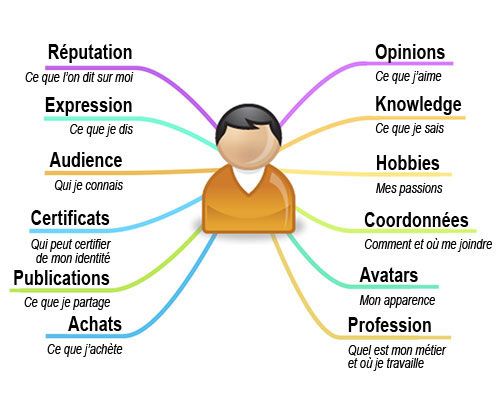 Réputation
Ce que l'on dit sur moi
Expression
Ce que je dis
Audience
Qui je connais
Certificats
Qui peut certifier
de mon identité
Publications
Ce que je partage
Achats
Ce que j'achète
Opinions
Ce que j'aime
Knowledge
Ce que je sais
Hobbies
Mes passions
Coordonnées
Comment et où me joindre
Avatars
Mon apparence
Profession
Quel est mon métier
et où je travaille